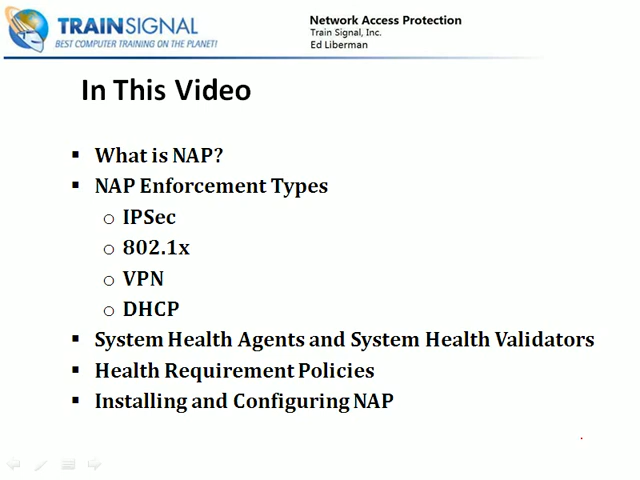 TRAINSIGNAL
BEST COMPUTER TRAINING ON THE PLANET!
Network Access Protection
Train Signal, Inc.
Ed Liberman
In This Video
▪ What is NAP?
▪ NAP Enforcement Types
o IPSec
o 802.1x
o VPN
o DHCP
▪ System Health Agents and System Health Validators
▪ Health Requirement Policies
▪ Installing and Configuring NAP